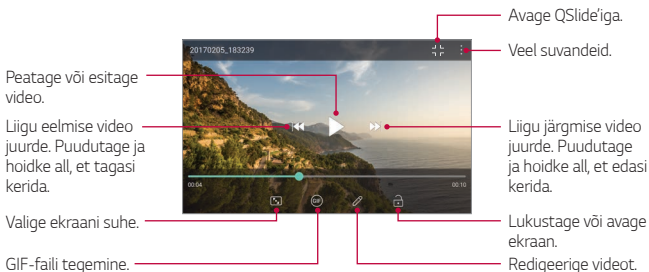 Avage QSlide'iga.
20170205_183239
Veel suvandeid.
Peatage või esitage
video.
Liigu eelmise video
juurde. Puudutage ja
hoidke all, et tagasi
kerida.
Liigu järgmise video
juurde. Puudutage
ja hoidke all, et edasi
kerida.
00:04
00:10
GIF
Valige ekraani suhe.
Lukustage või avage
ekraan.
GIF-faili tegemine.
Redigeerige videot.